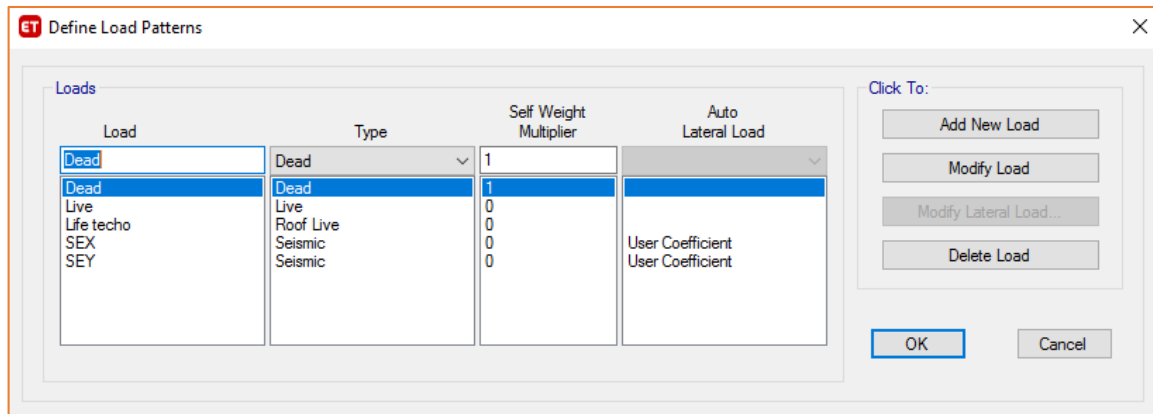 ET Define Load Patterns
Loads
Load Type Self Weight Multiplier Auto Lateral Load
Dead Dead 1
Dead Dead 1
Live Live 0
Life techo Roof Live 0
SEX Seismic 0 User Coefficient
SEY Seismic 0 User Coefficient
Click To:
Add New Load
Modify Load
Modify Lateral Load...
Delete Load
OK Cancel